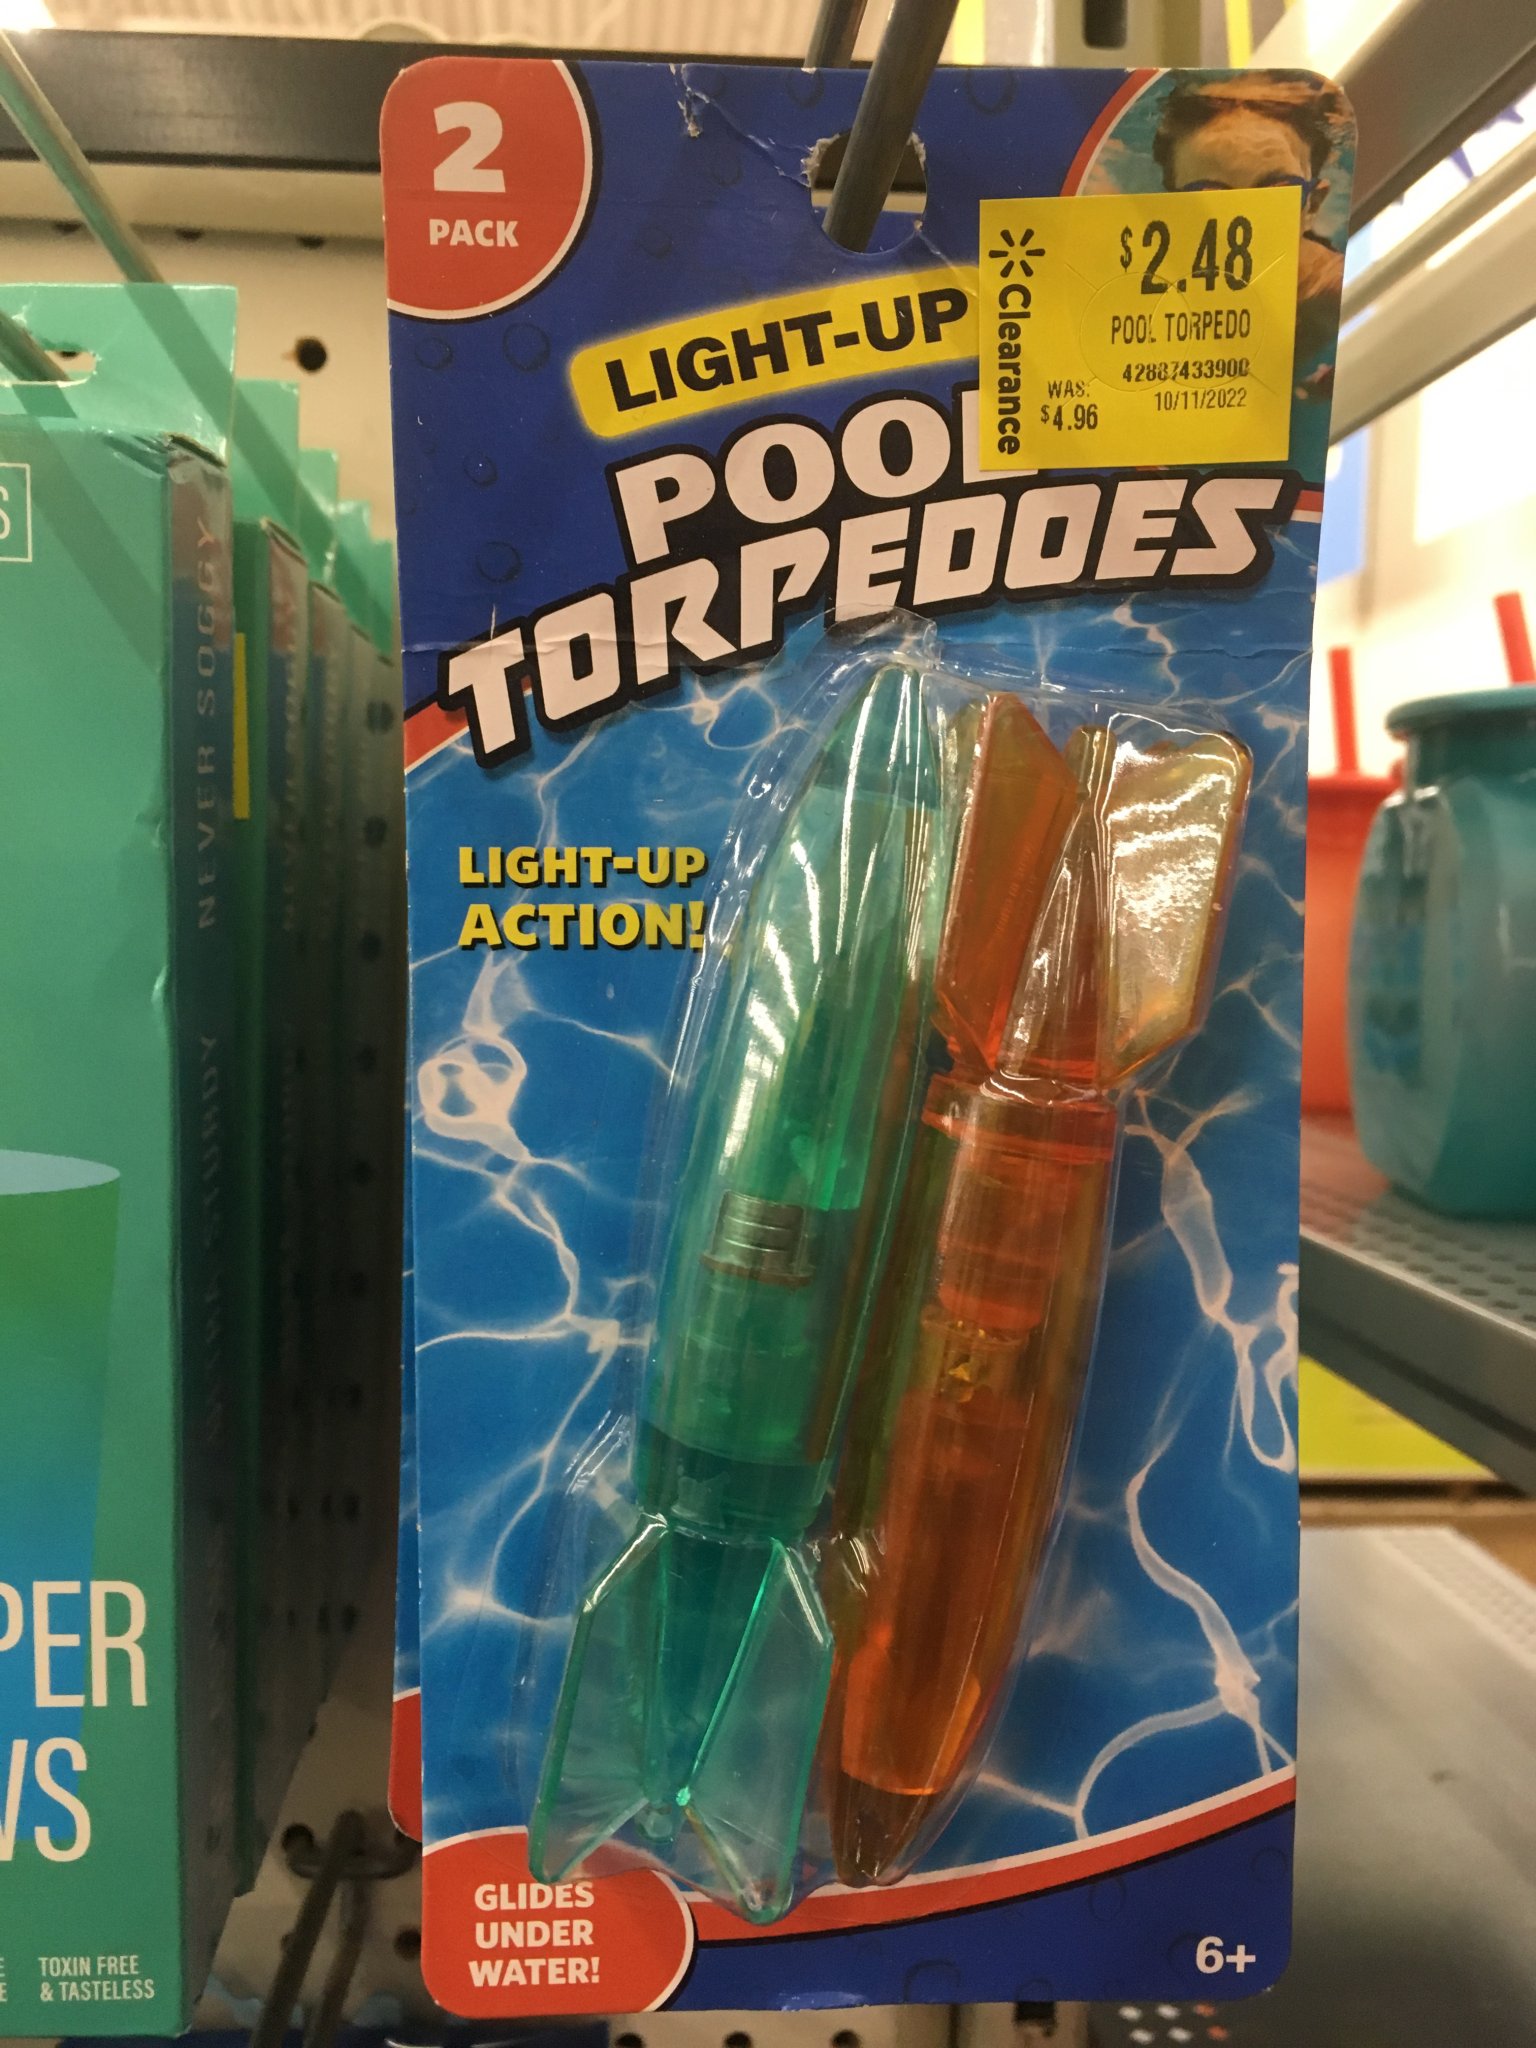 2
PACK
LIGHT-UP
POOL
TORPEDOES
Clearance
$2.48
POOL TORPEDO
42887433900
WAS:
$4.96
10/11/2022
LIGHT-UP
ACTION!
GLIDES
UNDER
WATER!
6+
S
NEVER SOGGY
PER
WS
TOXIN FREE
& TASTELESS